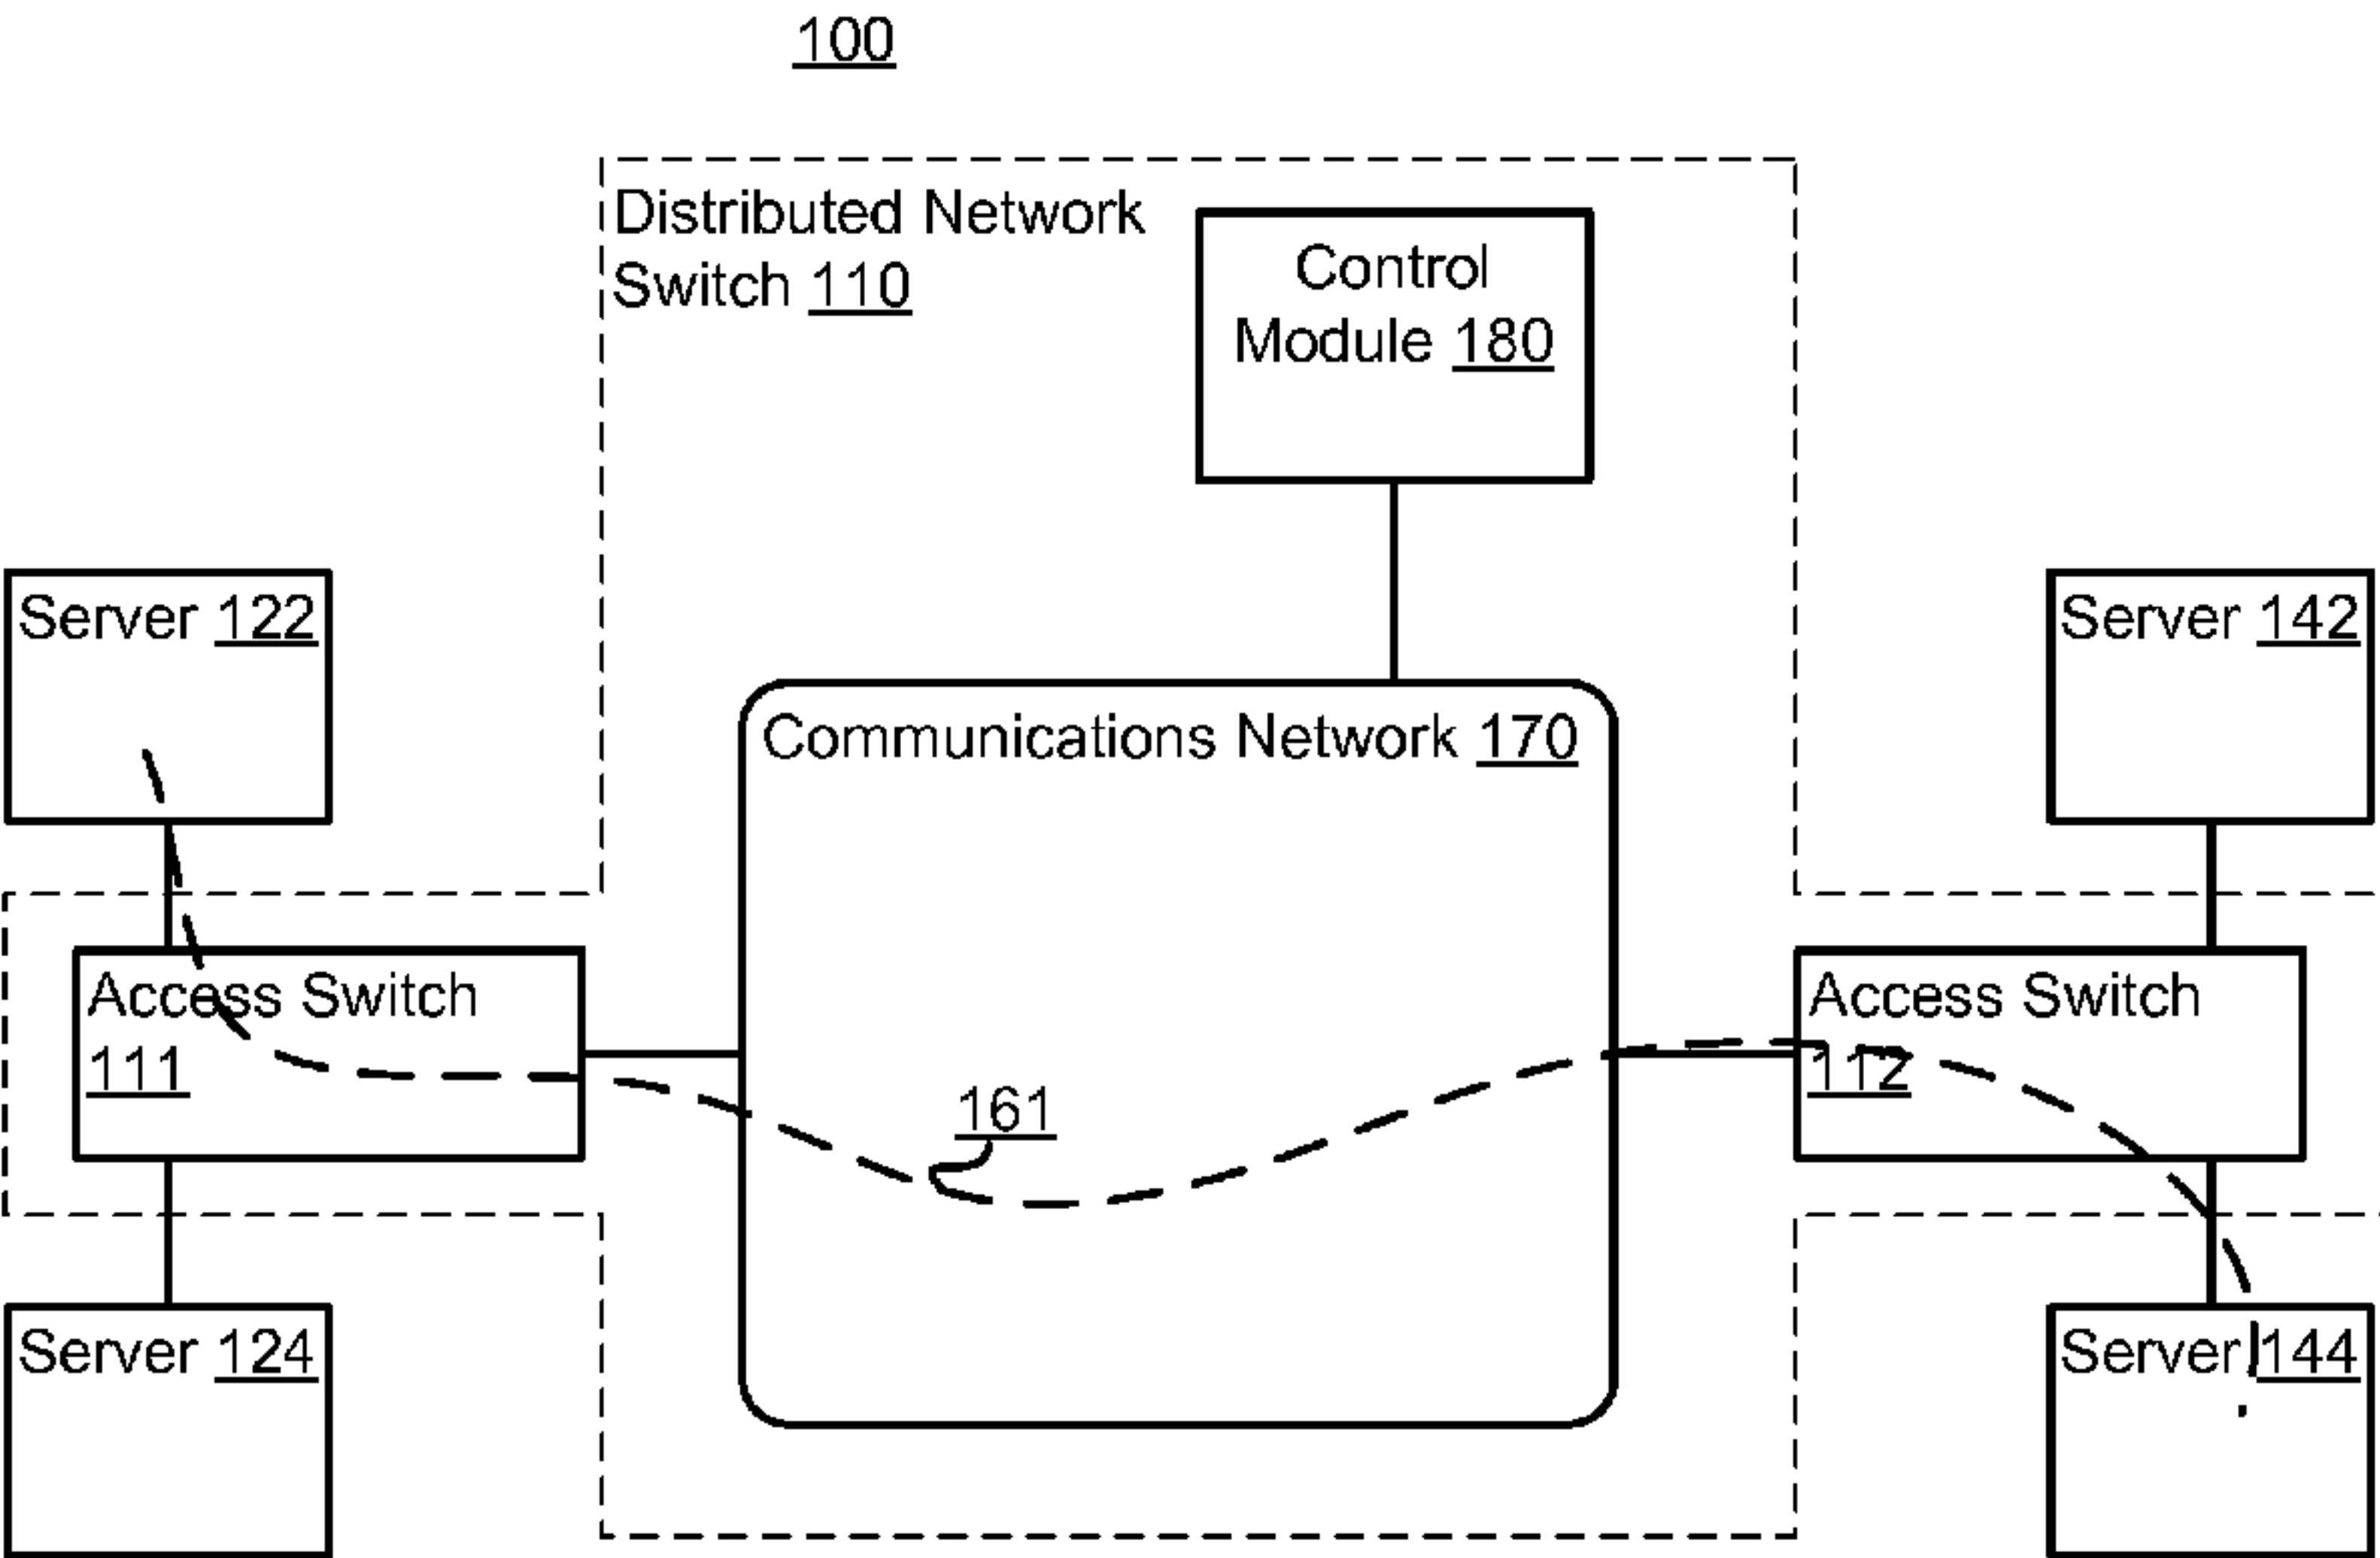 100
Distributed Network
Switch 110
Control
Module 180
Server 122
Server 142
Communications Network 170
Access Switch
111
Access Switch
112
161
Server 124
Server 144